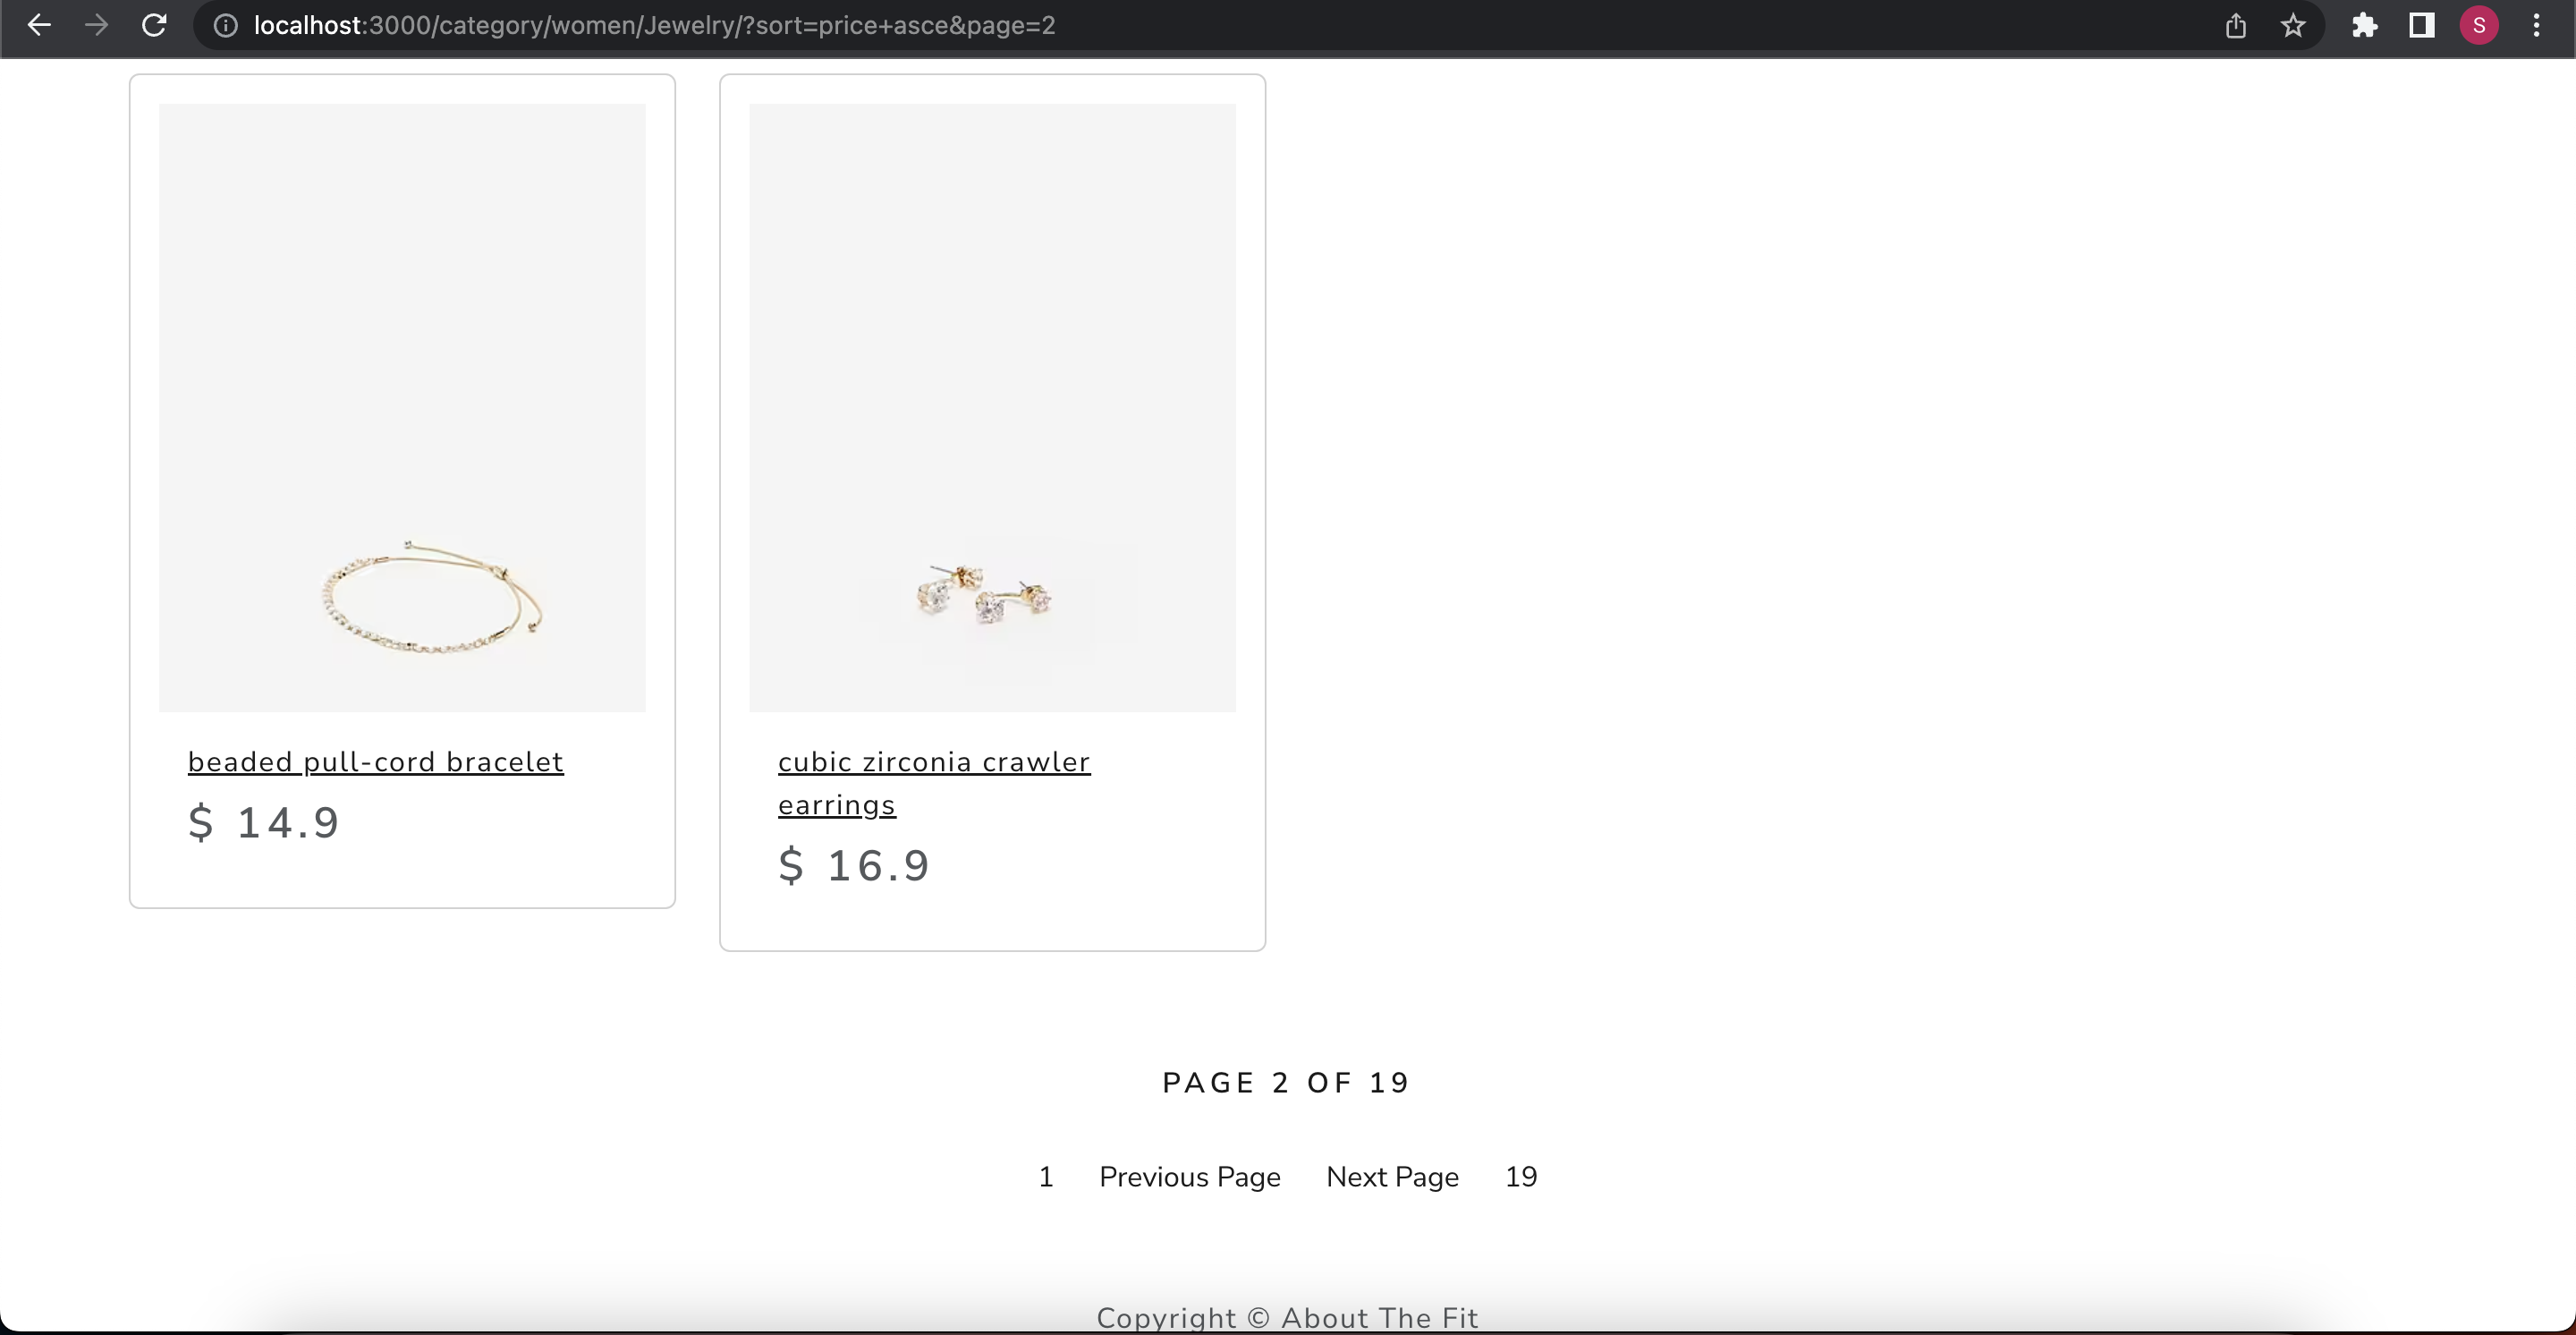 localhost:3000/category/women/Jewelry/?sort=price+asce&page=2
S
beaded pull-cord bracelet
$ 14.9
cubic zirconia crawler
earrings
$ 16.9
PAGE 2 OF 19
1 Previous Page Next Page 19
Copyright © About The Fit